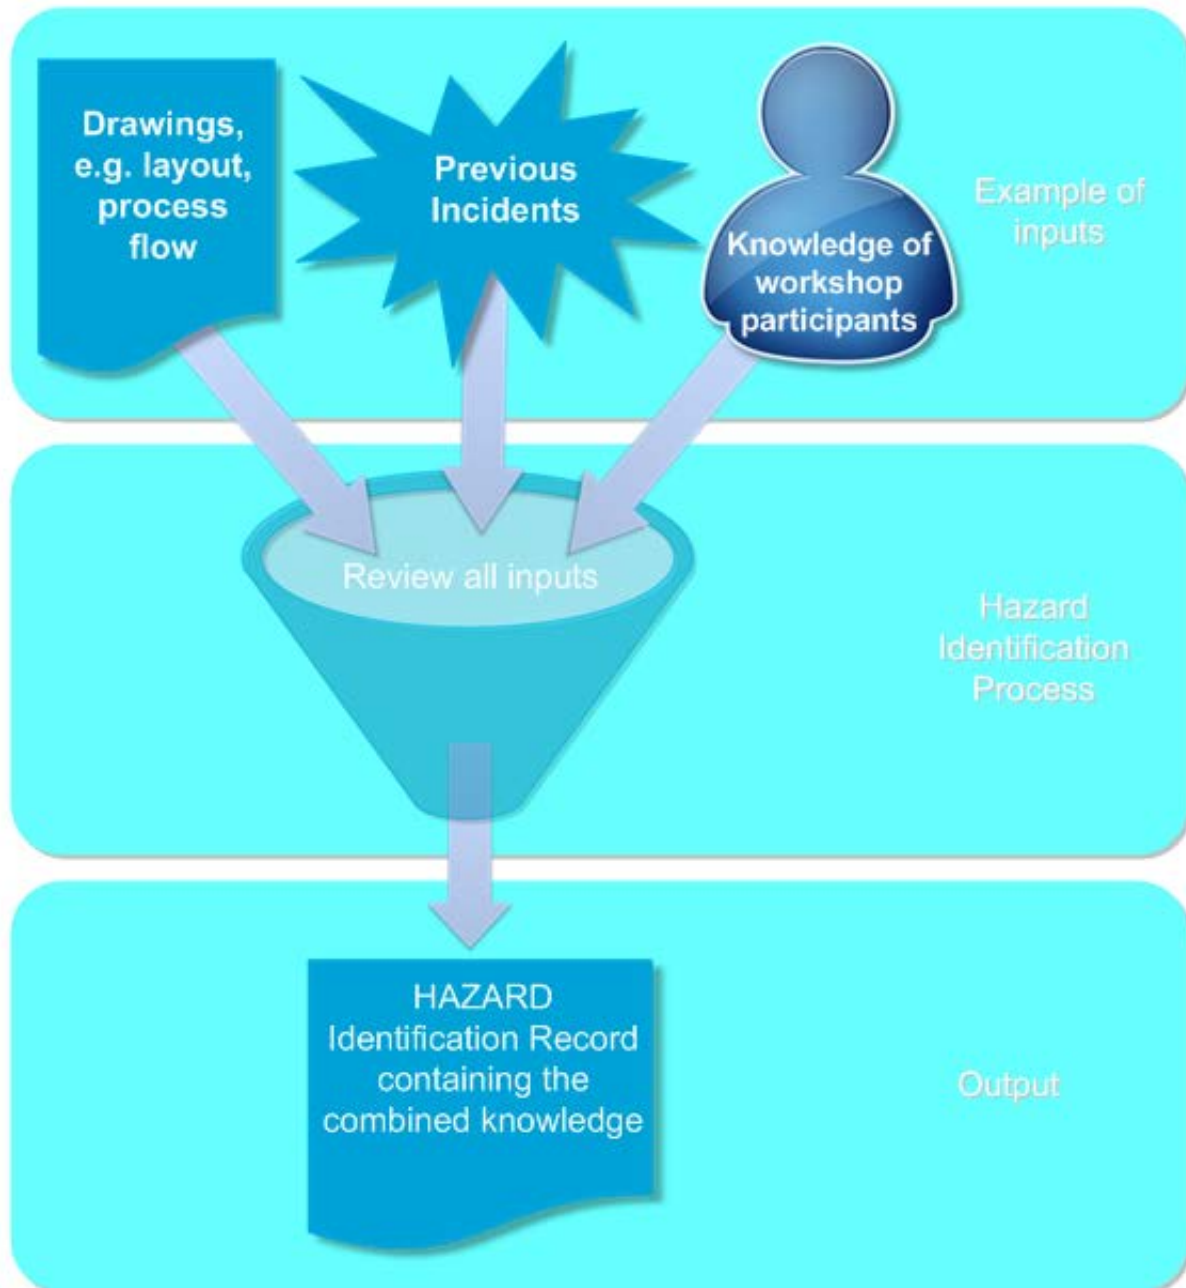 Drawings,
e.g. layout,
process
flow
Previous
Incidents
Knowledge of
workshop
participants
Example of
inputs
Review all inputs
Hazard
Identification
Process
HAZARD
Identification Record
containing the
combined knowledge
Output